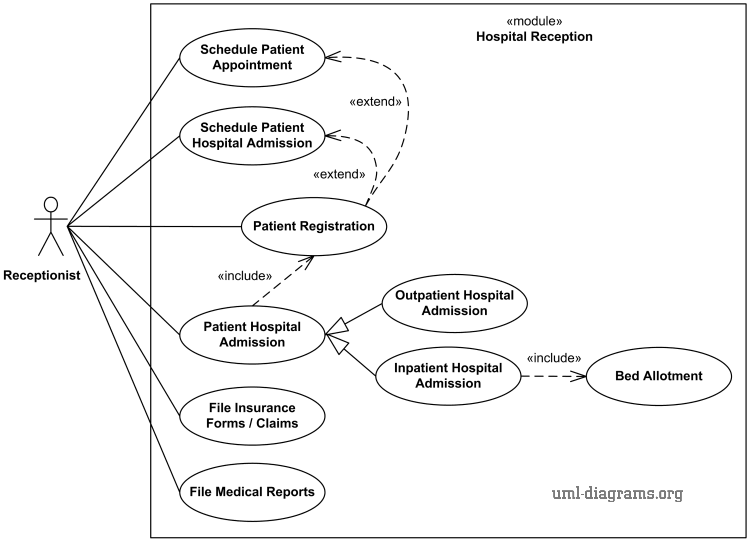 «module»
Hospital Reception
Schedule Patient
Appointment
«extend»
Schedule Patient
Hospital Admission
«extend»
Patient Registration
Receptionist
«include»
Outpatient Hospital
Admission
Patient Hospital
Admission
Inpatient Hospital
Admission
«include»
Bed Allotment
File Insurance
Forms / Claims
File Medical Reports
uml-diagrams.org